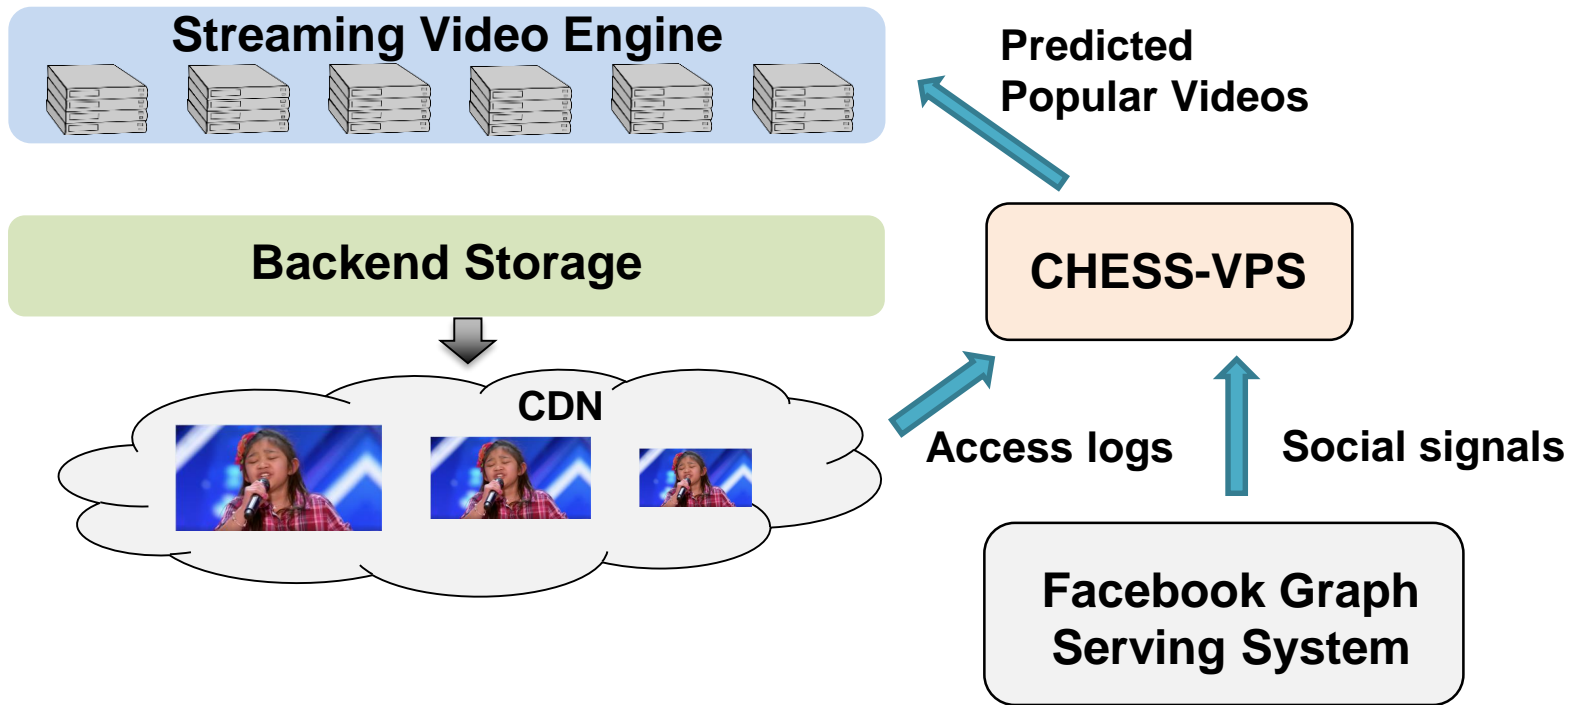 Streaming Video Engine
Predicted
Popular Videos
Backend Storage
CHESS-VPS
CDN
Access logs
Social signals
Facebook Graph
Serving System